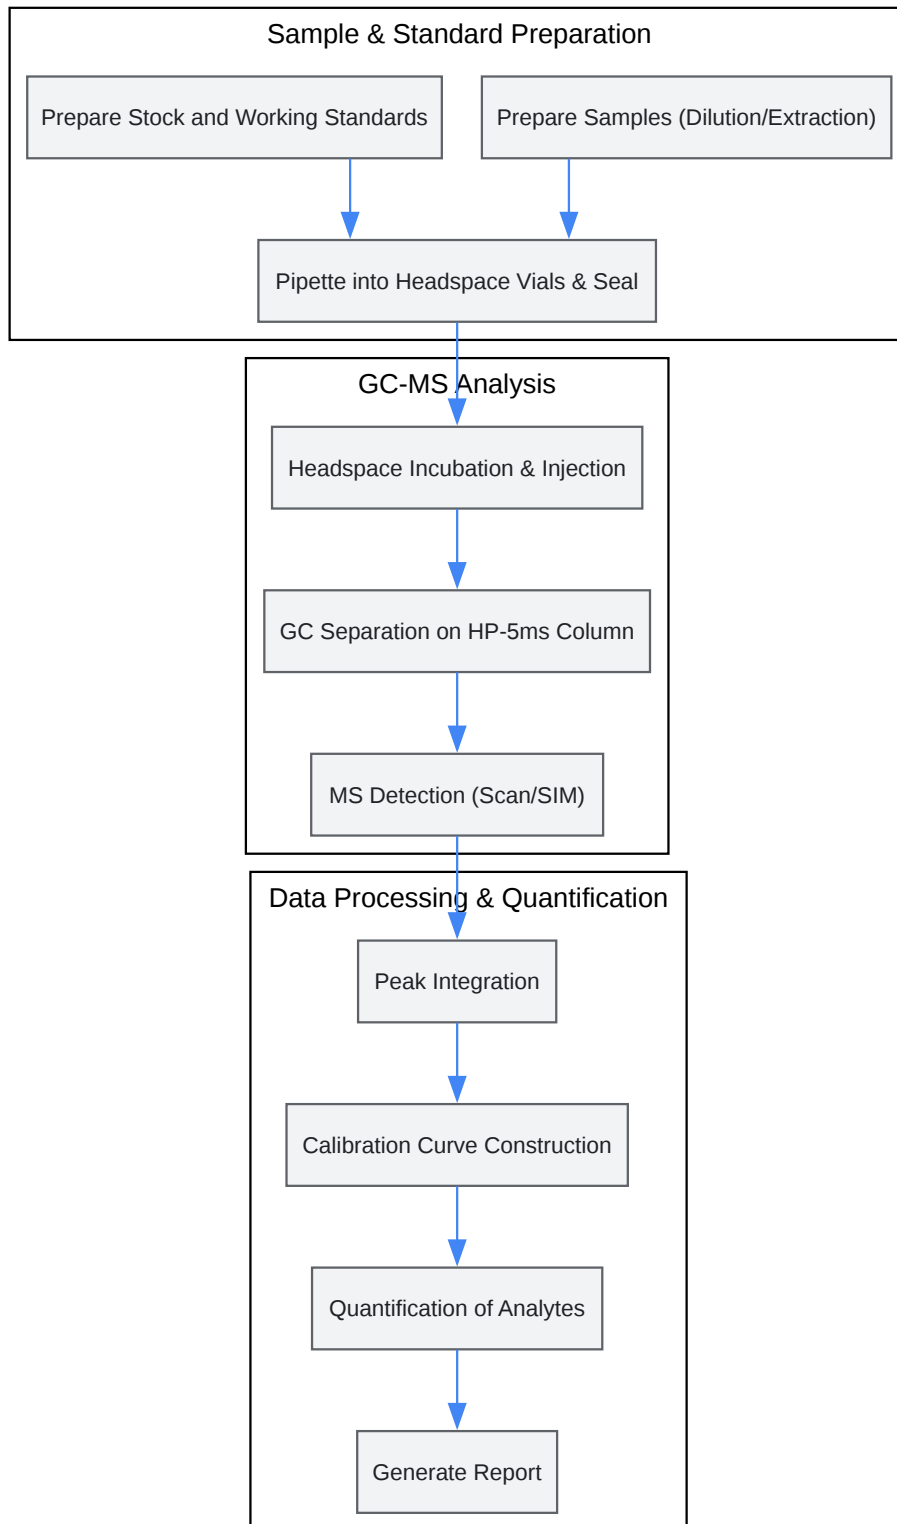 Sample & Standard Preparation
Prepare Stock and Working Standards
Prepare Samples (Dilution/Extraction)
Pipette into Headspace Vials & Seal
GC-MS Analysis
Headspace Incubation & Injection
GC Separation on HP-5ms Column
MS Detection (Scan/SIM)
Data Processing & Quantification
Peak Integration
Calibration Curve Construction
Quantification of Analytes
Generate Report